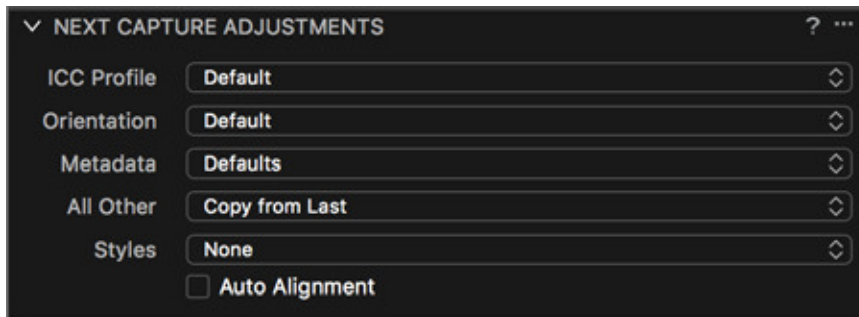 NEXT CAPTURE ADJUSTMENTS ? ···
ICC Profile Default
Orientation Default
Metadata Defaults
All Other Copy from Last
Styles None
Auto Alignment